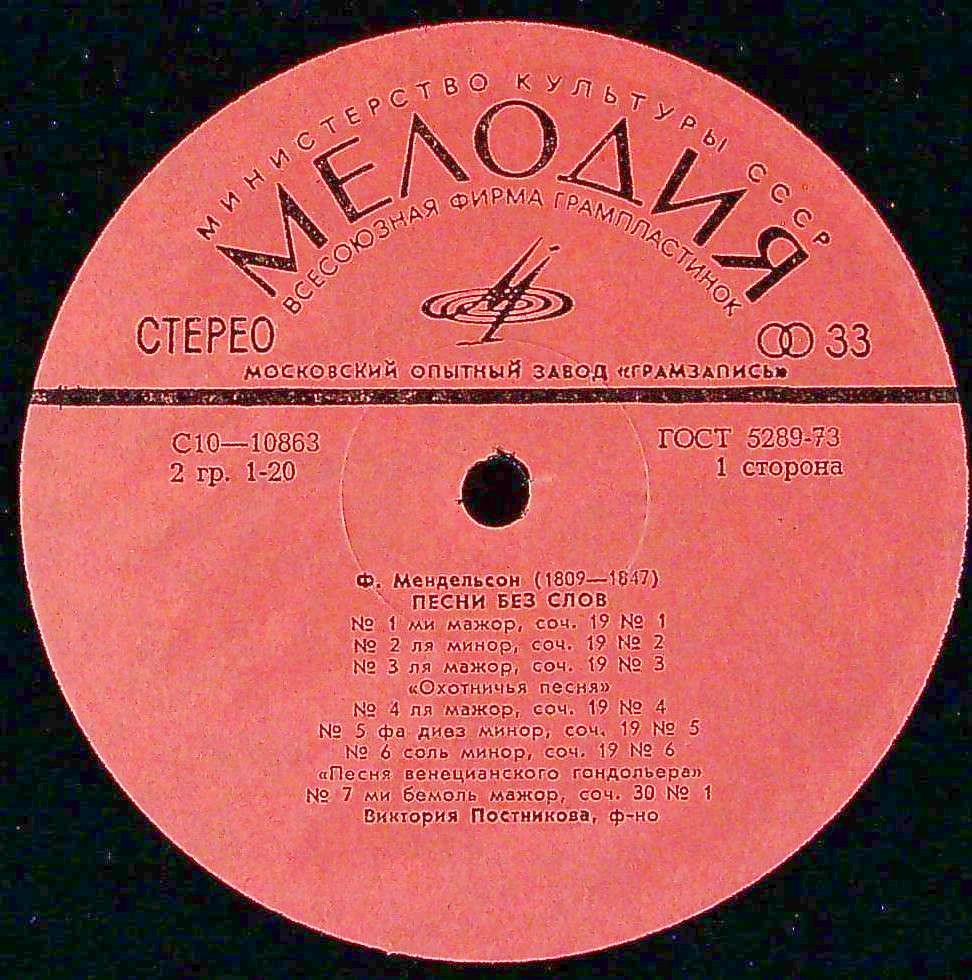 МИНИСТЕРСТВО КУЛЬТУРЫ СССР
МЕЛОДИЯ
ВСЕСОЮЗНАЯ ФИРМА ГРАМПЛАСТИНОК
СТЕРЕО
33
МОСКОВСКИЙ ОПЫТНЫЙ ЗАВОД «ГРАМЗАПИСЬ»
С10—10863
ГОСТ 5289-73
2 гр. 1-20
1 сторона
Ф. Мендельсон (1809—1847)
ПЕСНИ БЕЗ СЛОВ
№ 1 ми мажор, соч. 19 № 1
№ 2 ля минор, соч. 19 № 2
№ 3 ля мажор, соч. 19 № 3
«Охотничья песня»
№ 4 ля мажор, соч. 19 № 4
№ 5 фа диез минор, соч. 19 № 5
№ 6 соль минор, соч. 19 № 6
«Песня венецианского гондольера»
№ 7 ми бемоль мажор, соч. 30 № 1
Виктория Постникова, ф-но